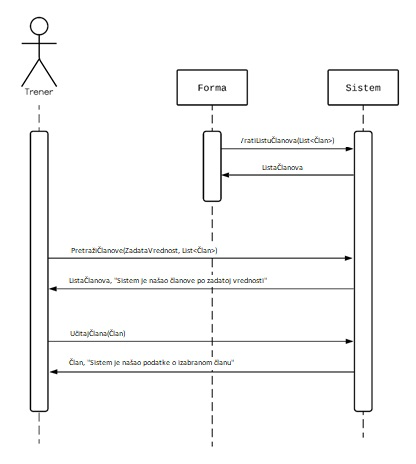 Trener
Forma
Sistem
/ratiListuČlanova(List<Član>)
ListaČlanova
PretražiČlanove(ZadataVrednost, List<Član>)
ListaČlanova, "Sistem je našao članove po zadatoj vrednosti"
UčitajČlana(Član)
Član, "Sistem je našao podatke o izabranom članu"